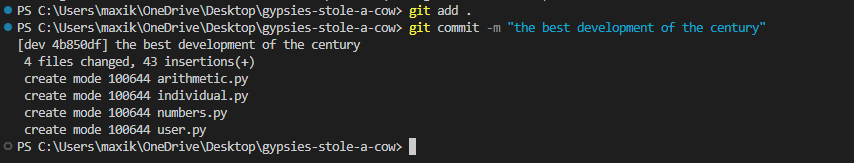 PS C:\Users\maxik\OneDrive\Desktop\gypsies-stole-a-cow> git add .
PS C:\Users\maxik\OneDrive\Desktop\gypsies-stole-a-cow> git commit -m "the best development of the century"
[dev 4b850df] the best development of the century
 4 files changed, 43 insertions(+)
 create mode 100644 arithmetic.py
 create mode 100644 individual.py
 create mode 100644 numbers.py
 create mode 100644 user.py
PS C:\Users\maxik\OneDrive\Desktop\gypsies-stole-a-cow>